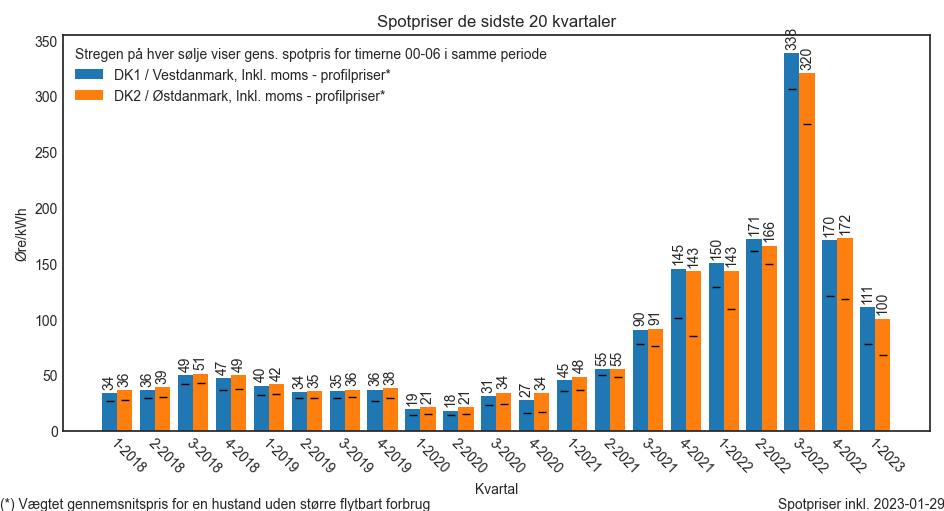 Spotpriser de sidste 20 kvartaler
Stregen på hver sølje viser gens. spotpris for timerne 00-06 i samme periode
DK1 / Vestdanmark, Inkl. moms - profilpriser*
DK2 / Østdanmark, Inkl. moms - profilpriser*
Øre/kWh
350
300
250
200
150
100
50
0
34 36 36 39 49 51 47 49 40 42 34 35 35 36 36 38 19 21 18 21 31 34 27 34 45 48 55 55 90 91 145 143 150 143 171 166 338 320 170 172 111 100
1-2018 2-2018 3-2018 4-2018 1-2019 2-2019 3-2019 4-2019 1-2020 2-2020 3-2020 4-2020 1-2021 2-2021 3-2021 4-2021 1-2022 2-2022 3-2022 4-2022 1-2023
Kvartal
(*) Vægtet gennemsnitspris for en hustand uden større flytbart forbrug
Spotpriser inkl. 2023-01-29